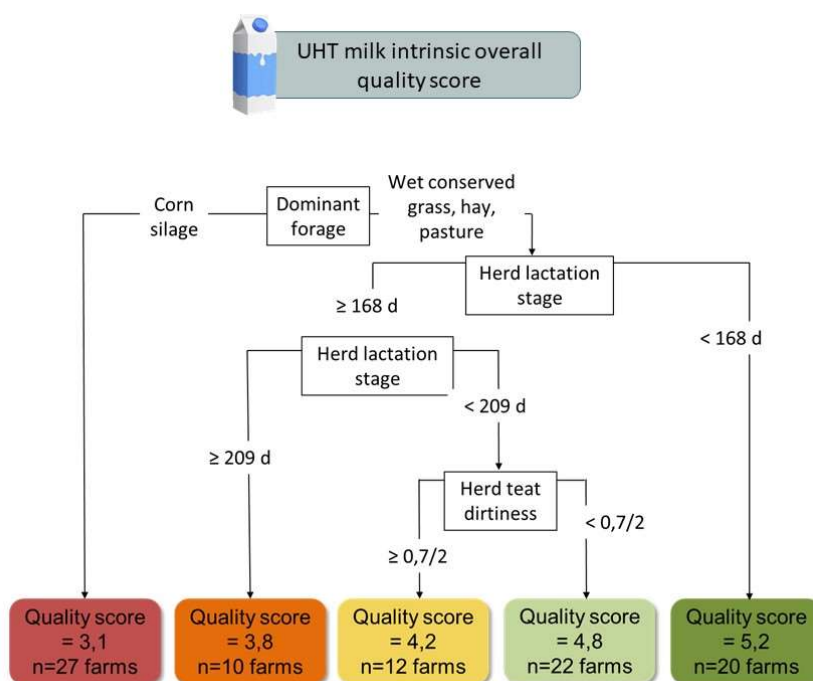 UHT milk intrinsic overall
quality score
Corn
silage
Dominant
forage
Wet conserved
grass, hay,
pasture
Herd lactation
stage
≥ 168 d
< 168 d
Herd lactation
stage
< 209 d
≥ 209 d
Herd teat
dirtiness
≥ 0,7/2
< 0,7/2
Quality score
= 3,1
n=27 farms
Quality score
= 3,8
n=10 farms
Quality score
= 4,2
n=12 farms
Quality score
= 4,8
n=22 farms
Quality score
= 5,2
n=20 farms